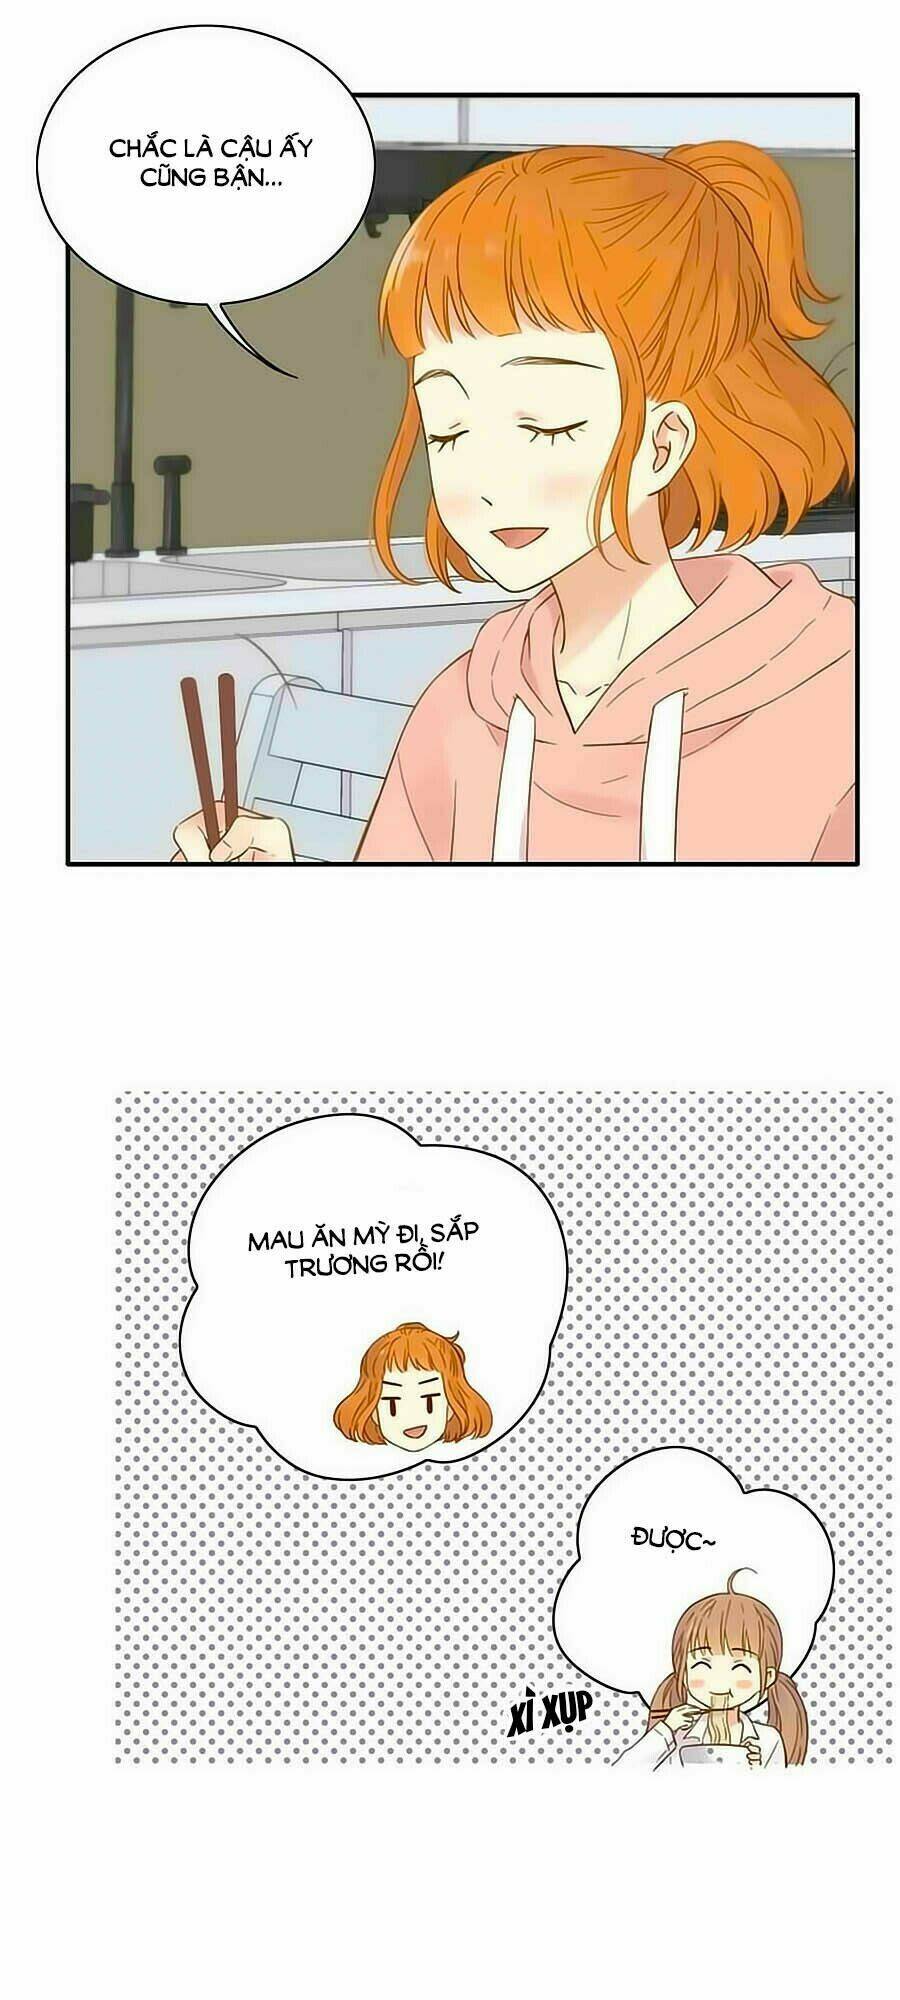 CHẮC LÀ CẬU ẤY
CŨNG BẬN...
MAU ĂN MỲ ĐI, SẮP
TRƯƠNG RỒI!
ĐƯỢC~
XÌ XỤP